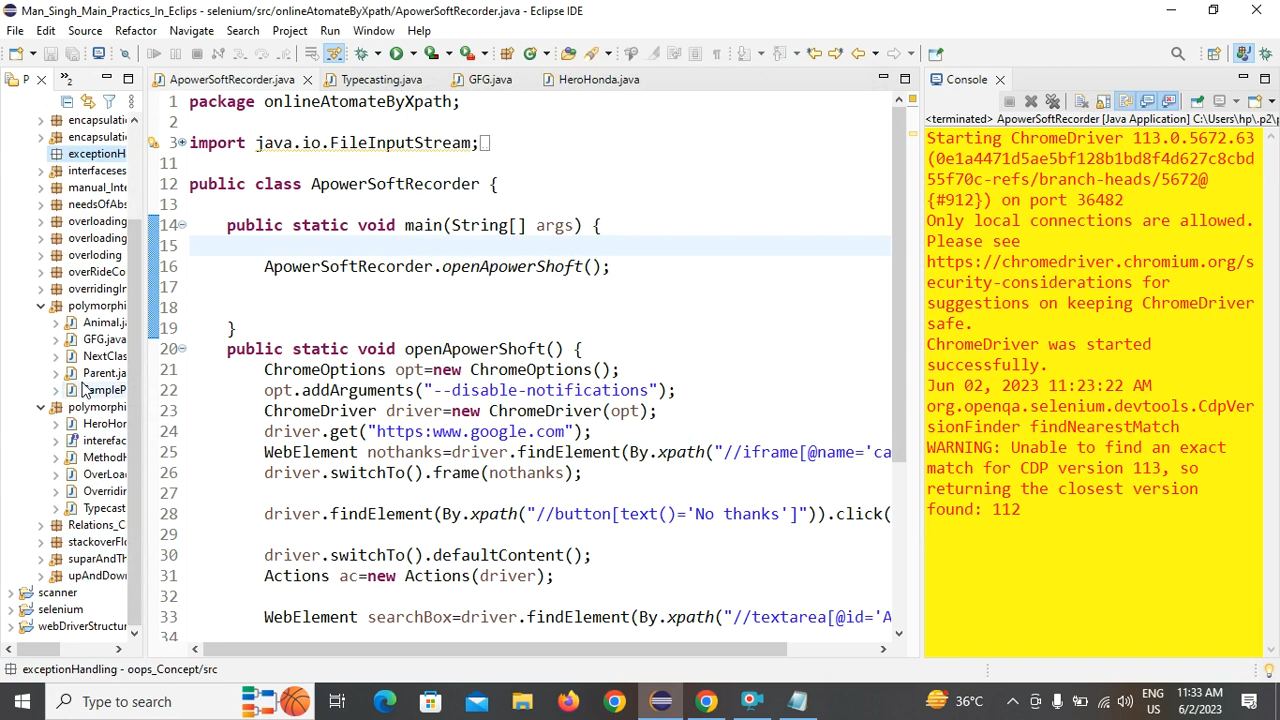 Man_Singh_Main_Practics_In_Eclips - selenium/src/onlineAtomateByXpath/ApowerSoftRecorder.java - Eclipse IDE
File Edit Source Refactor Navigate Search Project Run Window Help
P
»2
ApowerSoftRecorder.java
Typecasting.java
GFG.java
HeroHonda.java
Console
encapsulati
encapsulati
exceptionH
interfaceses
manual_Inte
needsOfAbs
overloading
overloading
overloding
overRideCo
overridingIn
polymorphi
Animal.j
GFG.java
NextClas
Parent.ja
ampleP
polymorphi
HeroHor
interefac
MethodH
OverLoa
Overridin
Typecast
Relations_C
stackoverFlo
suparAndTh
upAndDow
scanner
selenium
webDriverStructur
1 package onlineAtomateByXpath;
2
3 import java.io.FileInputStream;
11
12 public class ApowerSoftRecorder {
13
14 public static void main(String[] args) {
15
16 ApowerSoftRecorder.openApowerShoft();
17
18
19 }
20 public static void openApowerShoft() {
21 ChromeOptions opt=new ChromeOptions();
22 opt.addArguments("--disable-notifications");
23 ChromeDriver driver=new ChromeDriver(opt);
24 driver.get("https:www.google.com");
25 WebElement nothanks=driver.findElement(By.xpath("//iframe[@name='ca
26 driver.switchTo().frame(nothanks);
27
28 driver.findElement(By.xpath("//button[text()='No thanks']")).click(
29
30 driver.switchTo().defaultContent();
31 Actions ac=new Actions(driver);
32
33 WebElement searchBox=driver.findElement(By.xpath("//textarea[@id='A
34
<terminated> ApowerSoftRecorder [Java Application] C:\Users\hp\.p2\p
Starting ChromeDriver 113.0.5672.63
(0e1a4471d5ae5bf128b1bd8f4d627c8cbd
55f70c-refs/branch-heads/5672@
{#912}) on port 36482
Only local connections are allowed.
Please see
https://chromedriver.chromium.org/s
ecurity-considerations for
suggestions on keeping ChromeDriver
safe.
ChromeDriver was started
successfully.
Jun 02, 2023 11:23:22 AM
org.openqa.selenium.devtools.CdpVer
sionFinder findNearestMatch
WARNING: Unable to find an exact
match for CDP version 113, so
returning the closest version
found: 112
exceptionHandling - oops_Concept/src
Type here to search
36°C
ENG
US
11:33 AM
6/2/2023